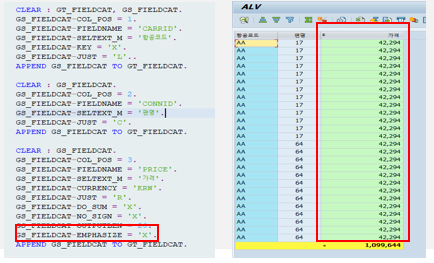 CLEAR : GT_FIELDCAT, GS_FIELDCAT.
GS_FIELDCAT-COL_POS = 1.
GS_FIELDCAT-FIELDNAME = 'CARRID'.
GS_FIELDCAT-SELTEXT_M = '항공코드'.
GS_FIELDCAT-KEY = 'X'.
GS_FIELDCAT-JUST = 'L'..
APPEND GS_FIELDCAT TO GT_FIELDCAT.
CLEAR : GS_FIELDCAT.
GS_FIELDCAT-COL_POS = 2.
GS_FIELDCAT-FIELDNAME = 'CONNID'.
GS_FIELDCAT-SELTEXT_M = '편명'.
GS_FIELDCAT-JUST = 'C'.
APPEND GS_FIELDCAT TO GT_FIELDCAT.
CLEAR : GS_FIELDCAT.
GS_FIELDCAT-COL_POS = 3.
GS_FIELDCAT-FIELDNAME = 'PRICE'.
GS_FIELDCAT-SELTEXT_M = '가격'.
GS_FIELDCAT-CURRENCY = 'KRW'.
GS_FIELDCAT-JUST = 'R'.
GS_FIELDCAT-DO_SUM = 'X'.
GS_FIELDCAT-NO_SIGN = 'X'.
GS_FIELDCAT-OUTPUTLEN
GS_FIELDCAT-EMPHASIZE = 'X'.
APPEND GS_FIELDCAT TO GT_FIELDCAT.
ALV
항공코드 편명 가격
AA 17 42,294
AA 17 42,294
AA 17 42,294
AA 17 42,294
AA 17 42,294
AA 17 42,294
AA 17 42,294
AA 17 42,294
AA 17 42,294
AA 17 42,294
AA 17 42,294
AA 17 42,294
AA 17 42,294
AA 64 42,294
AA 64 42,294
AA 64 42,294
AA 64 42,294
AA 64 42,294
AA 64 42,294
AA 64 42,294
AA 64 42,294
AA 64 42,294
AA 64 42,294
AA 64 42,294
AA 64 42,294
AA 64 42,294
1,099,644